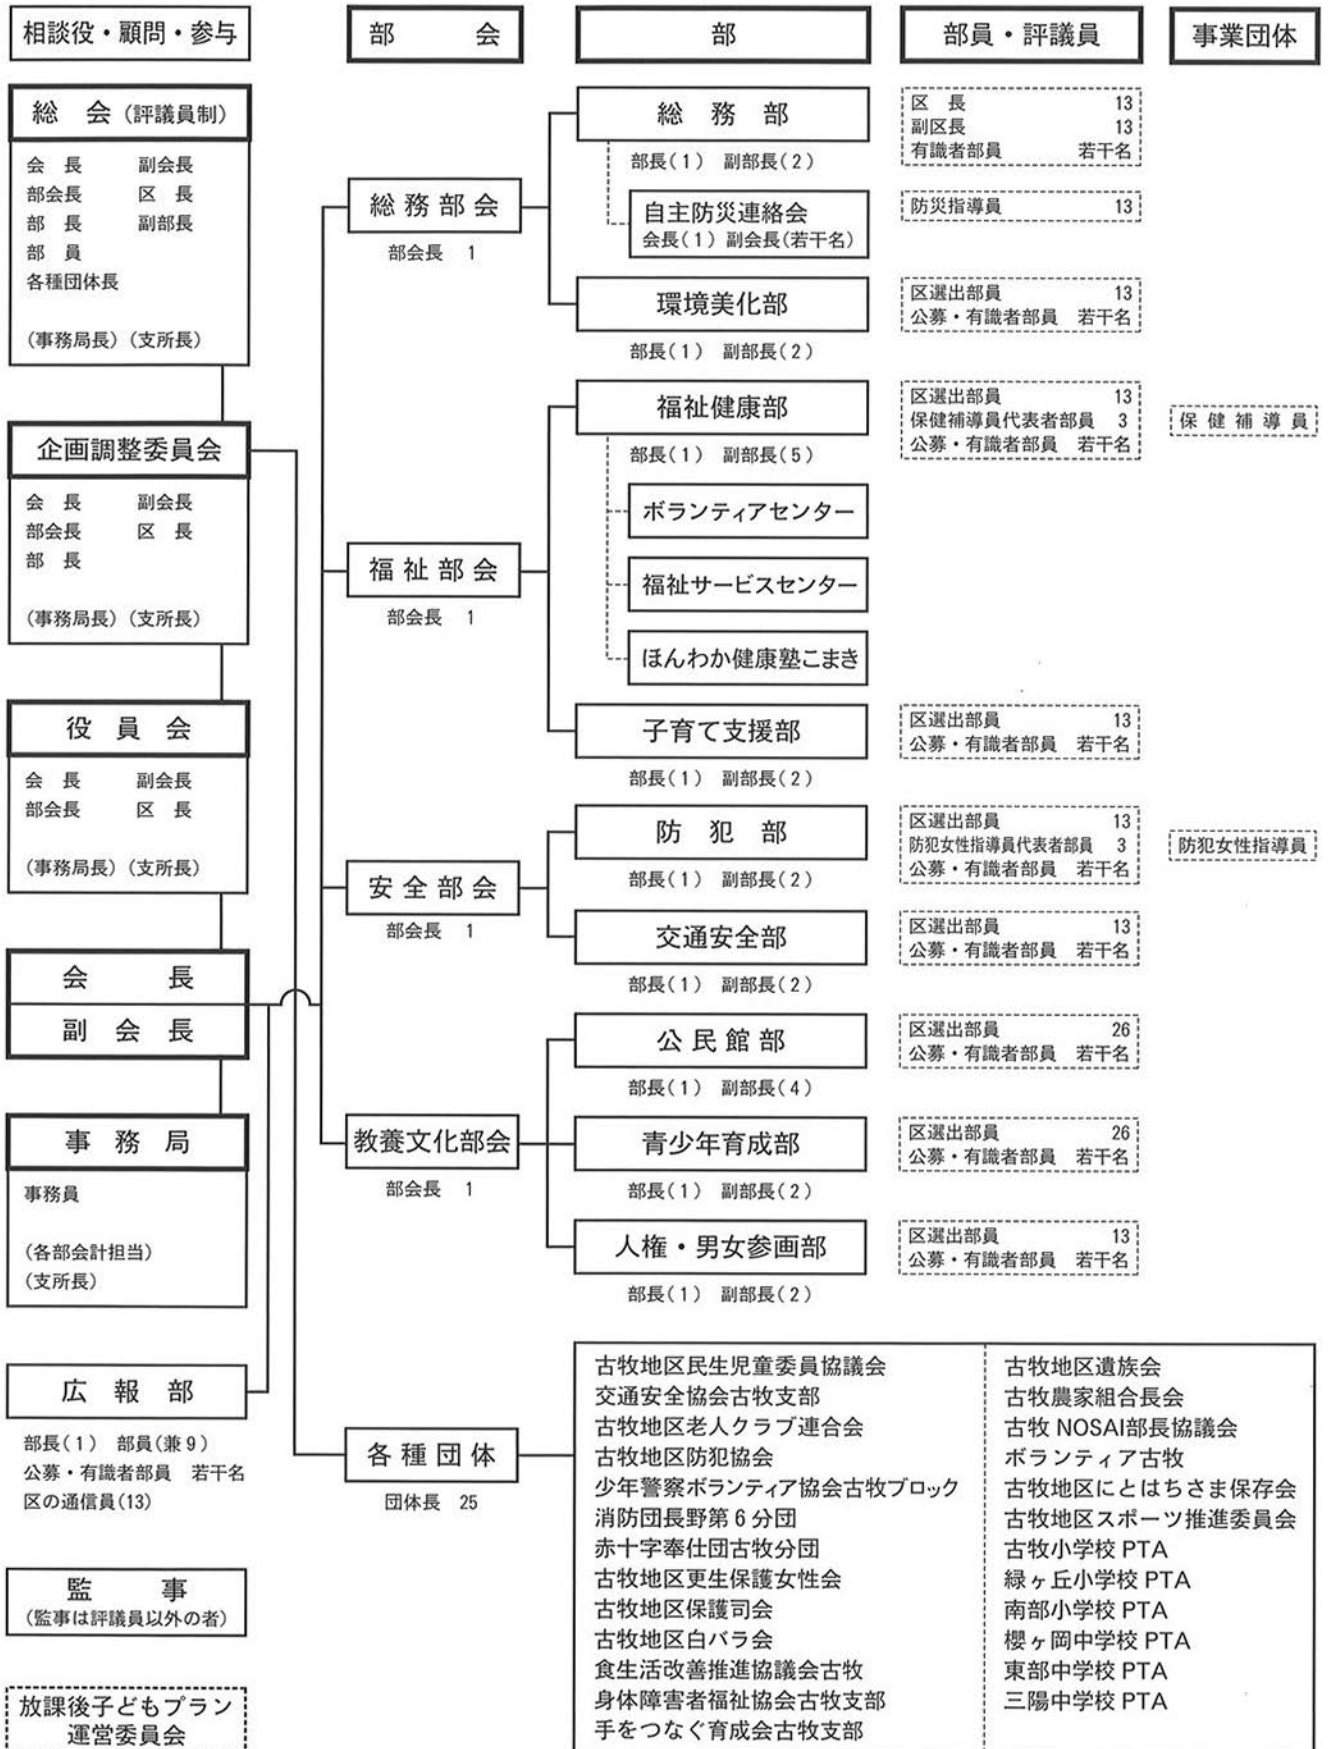 相談役・顧問・参与
部　会
部
部員・評議員
事業団体
総　会（評議員制）
会　長　副会長
部会長　区　長
部　長　副部長
部　員
各種団体長
（事務局長）（支所長）
企画調整委員会
会　長　副会長
部会長　区　長
部　長
（事務局長）（支所長）
役　員　会
会　長　副会長
部会長　区　長
（事務局長）（支所長）
会　長
副　会　長
事　務　局
事務員
（各部会計担当）
（支所長）
広　報　部
部長（1）　部員（兼9）
公募・有識者部員　若干名
区の通信員（13）
監　事
（監事は評議員以外の者）
放課後子どもプラン
運営委員会
総務部会
部会長　1
総　務　部
部長（1）　副部長（2）
区　長　13
副区長　13
有識者部員　若干名
自主防災連絡会
会長（1）副会長（若干名）
防災指導員　13
環境美化部
部長（1）　副部長（2）
区選出部員　13
公募・有識者部員　若干名
福祉部会
部会長　1
福祉健康部
部長（1）　副部長（5）
区選出部員　13
保健補導員代表者部員　3
公募・有識者部員　若干名
保健補導員
ボランティアセンター
福祉サービスセンター
ほんわか健康塾こまき
子育て支援部
部長（1）　副部長（2）
区選出部員　13
公募・有識者部員　若干名
安全部会
部会長　1
防　犯　部
部長（1）　副部長（2）
区選出部員　13
防犯女性指導員代表者部員　3
公募・有識者部員　若干名
防犯女性指導員
交通安全部
部長（1）　副部長（2）
区選出部員　13
公募・有識者部員　若干名
教養文化部会
部会長　1
公民館部
部長（1）　副部長（4）
区選出部員　26
公募・有識者部員　若干名
青少年育成部
部長（1）　副部長（2）
区選出部員　26
公募・有識者部員　若干名
人権・男女参画部
部長（1）　副部長（2）
区選出部員　13
公募・有識者部員　若干名
各種団体
団体長　25
古牧地区民生児童委員協議会
交通安全協会古牧支部
古牧地区老人クラブ連合会
古牧地区防犯協会
少年警察ボランティア協会古牧ブロック
消防団長野第6分団
赤十字奉仕団古牧分団
古牧地区更生保護女性会
古牧地区保護司会
古牧地区白バラ会
食生活改善推進協議会古牧
身体障害者福祉協会古牧支部
手をつなぐ育成会古牧支部
古牧地区遺族会
古牧農家組合長会
古牧 NOSAI部長協議会
ボランティア古牧
古牧地区にとはちさま保存会
古牧地区スポーツ推進委員会
古牧小学校 PTA
緑ヶ丘小学校 PTA
南部小学校 PTA
櫻ヶ岡中学校 PTA
東部中学校 PTA
三陽中学校 PTA